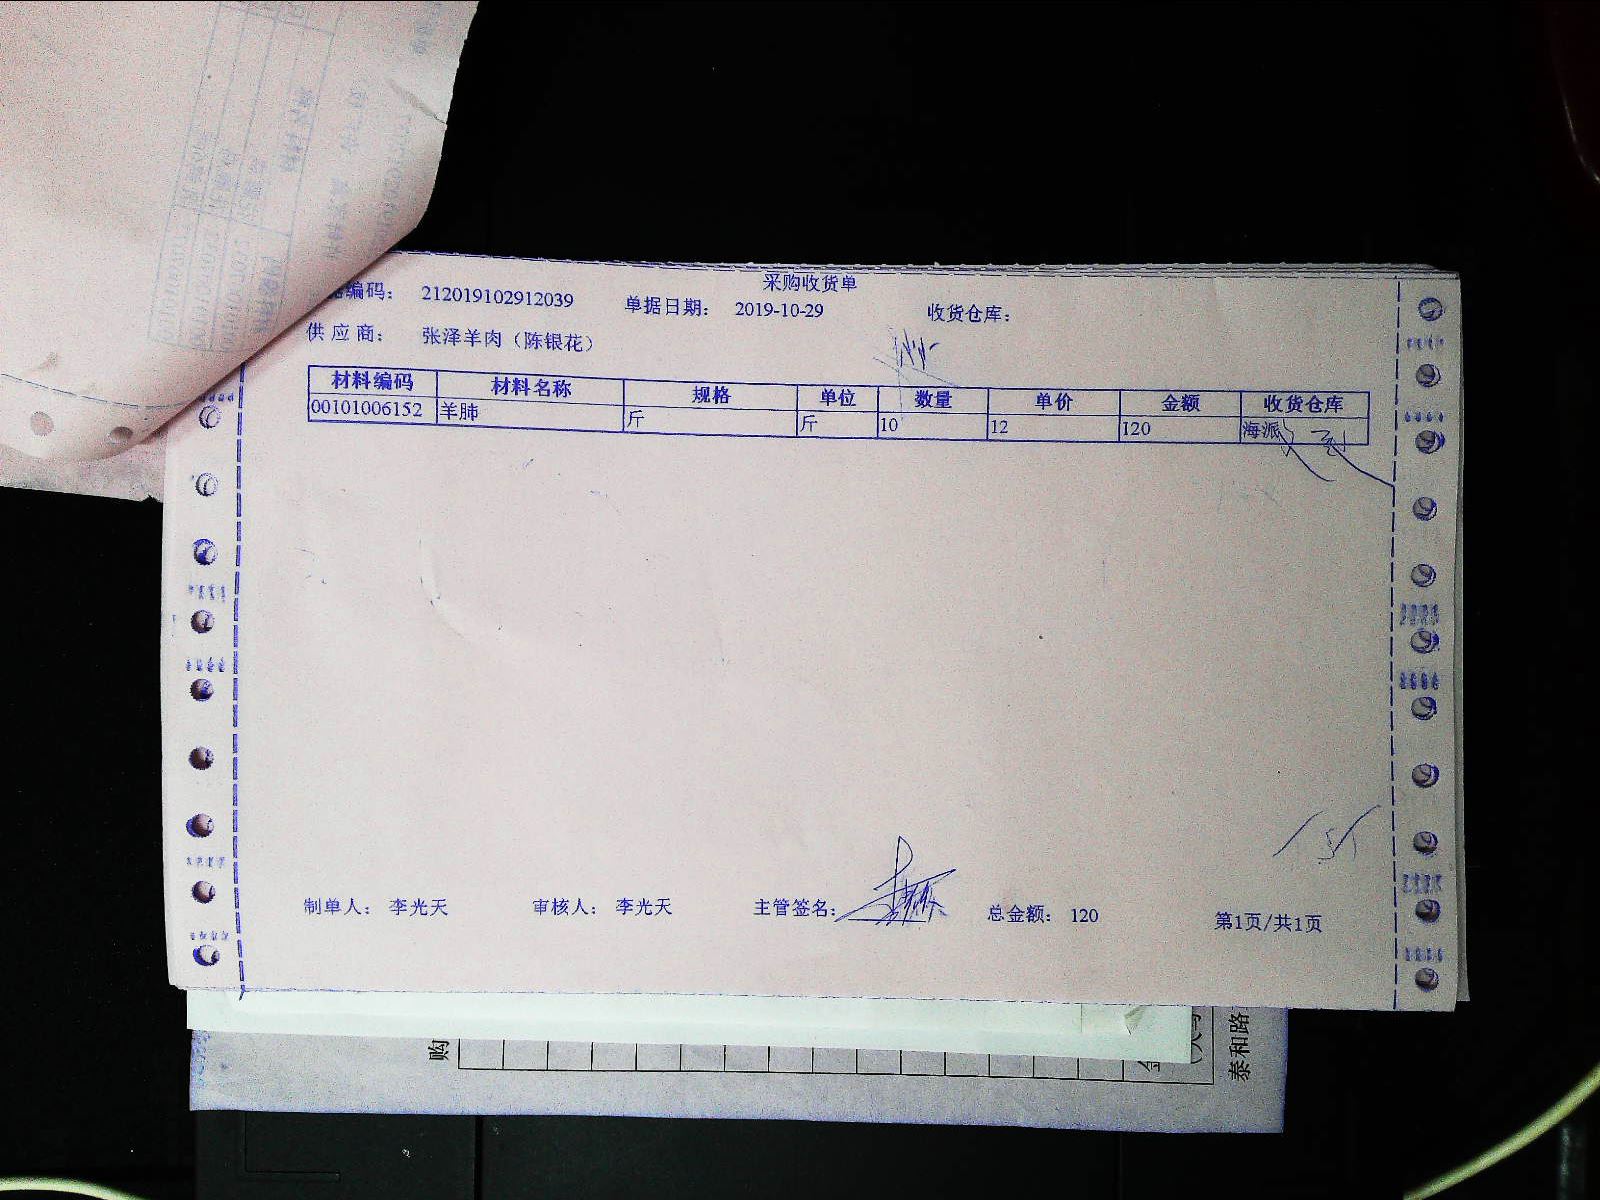 采购收货单
编码： 212019102912039 单据日期： 2019-10-29 收货仓库：
供应商： 张泽羊肉（陈银花）
材料编码 材料名称 规格 单位 数量 单价 金额 收货仓库
00101006152 羊肺 斤 斤 10 12 120 海派
制单人： 李光天 审核人： 李光天 主管签名： 总金额： 120 第1页/共1页
购
泰和路